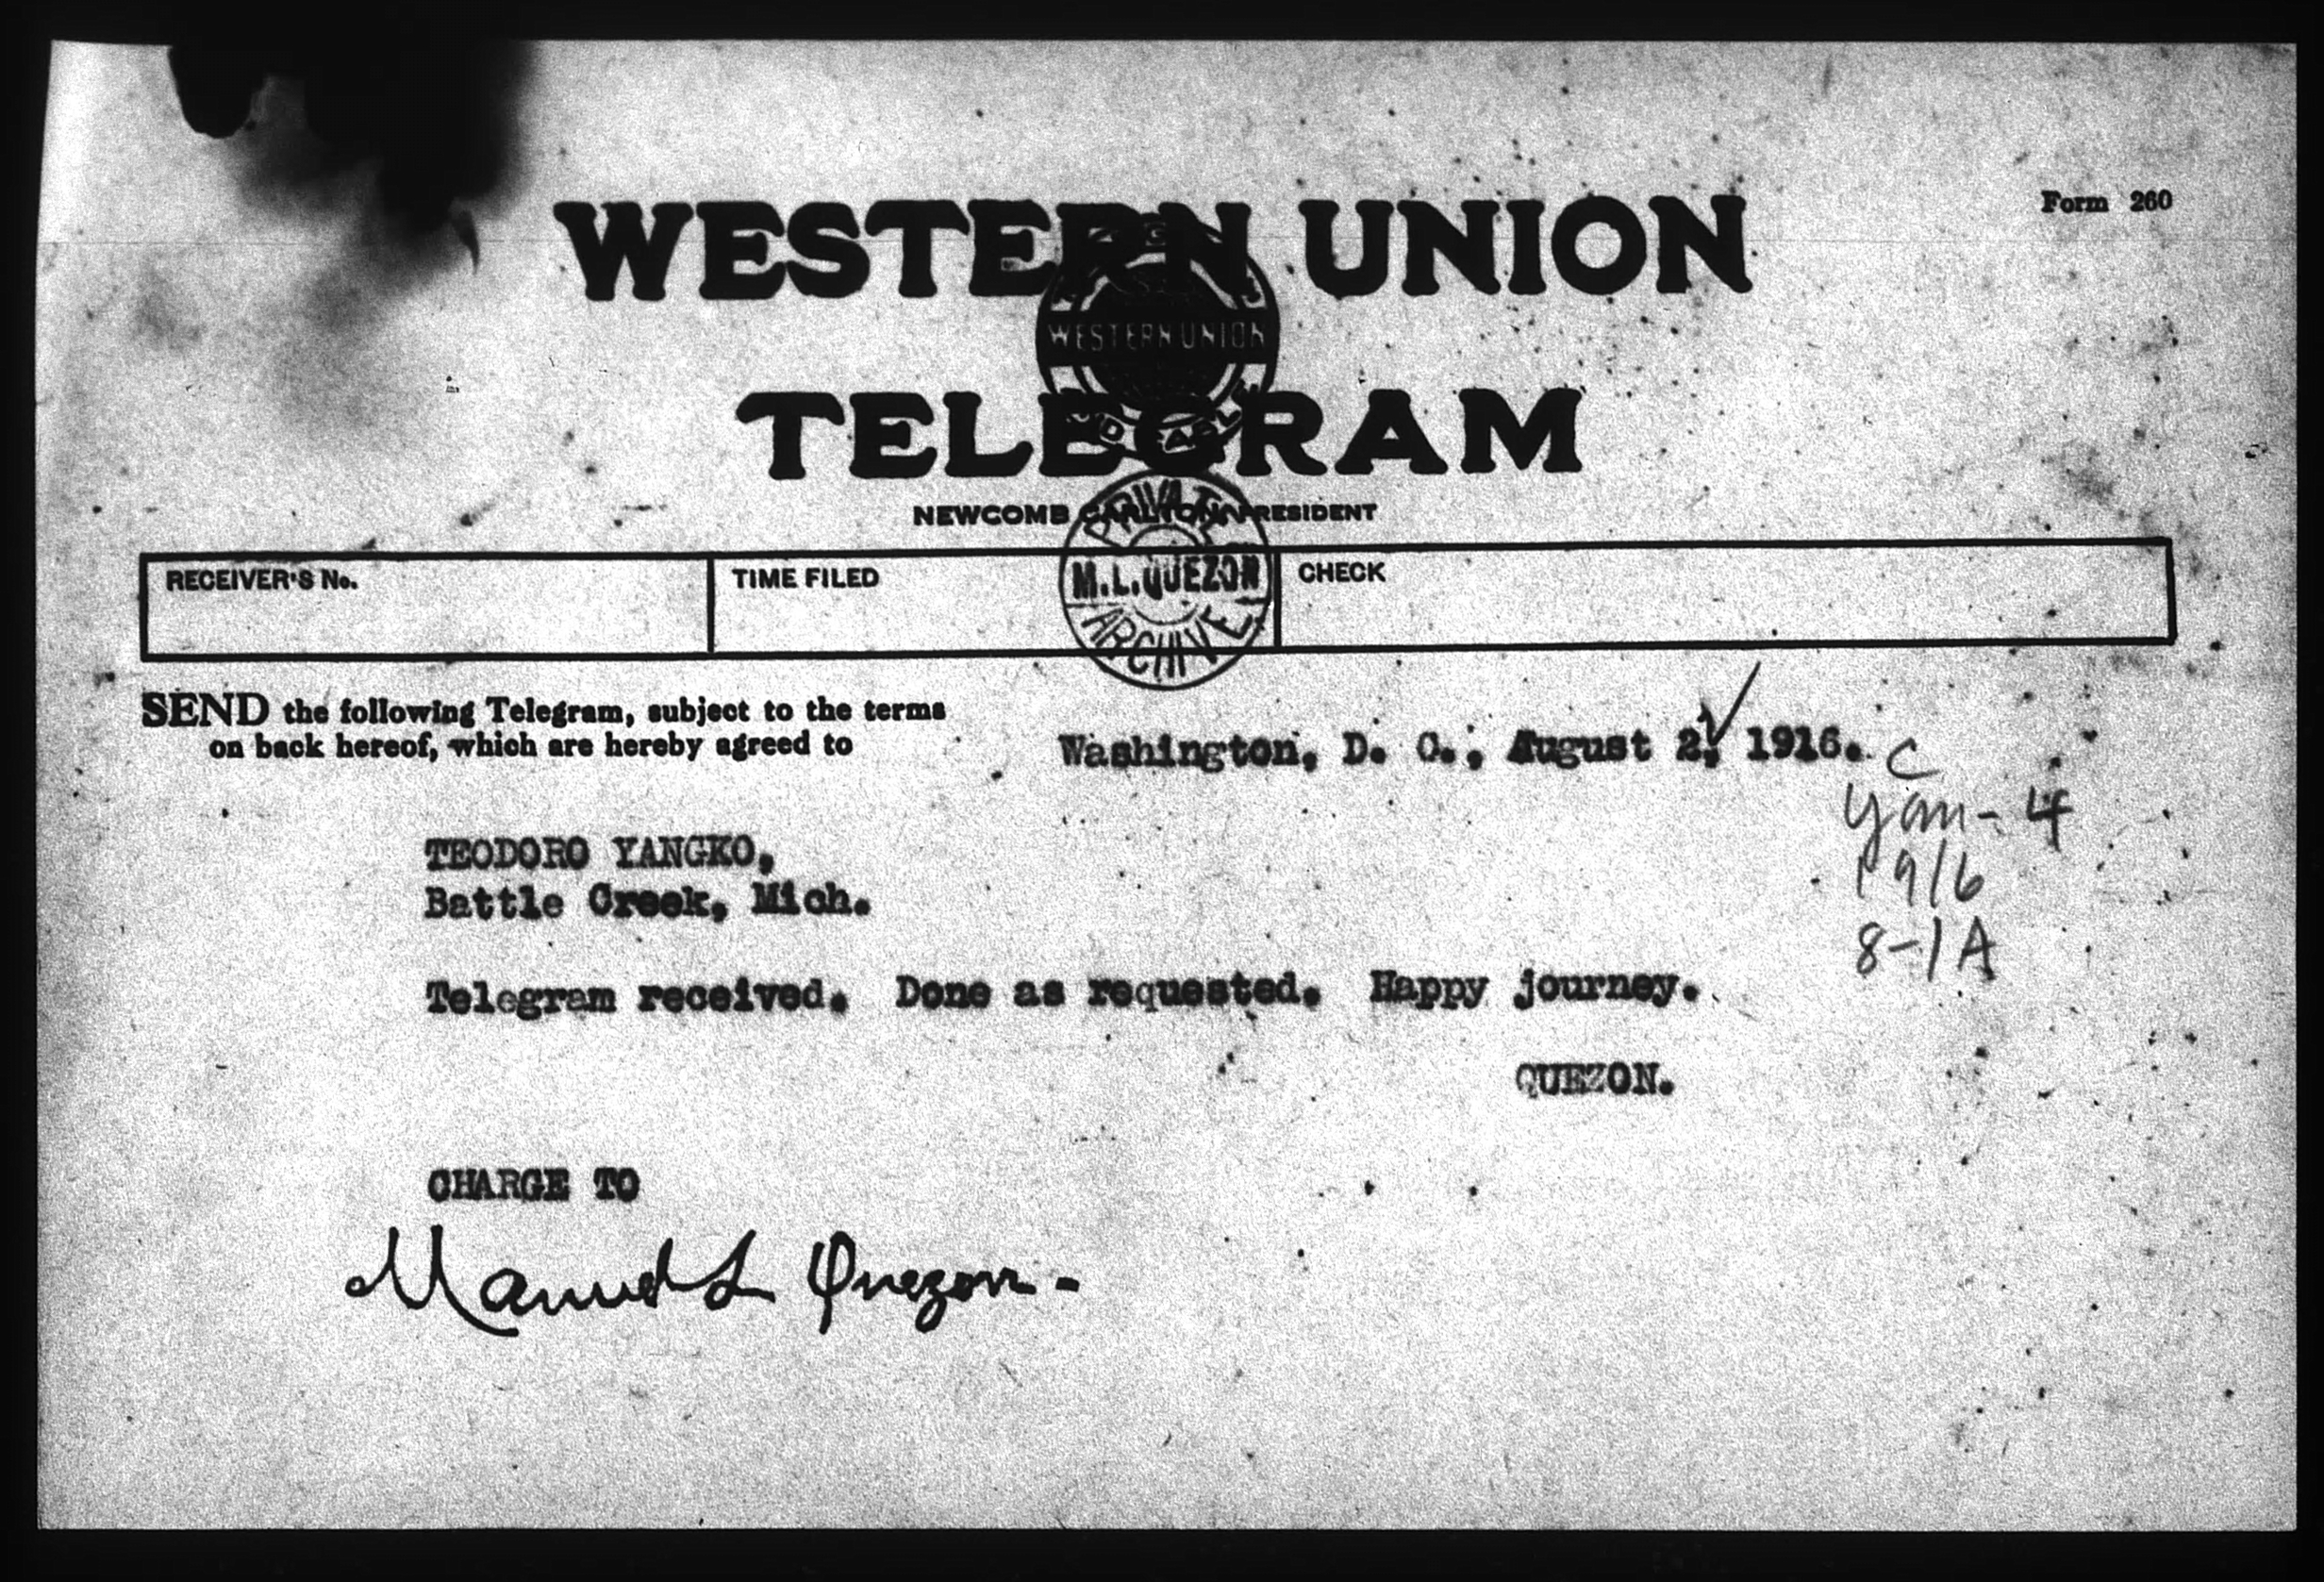 Form 260
WESTERN UNION
WESTERN UNION
TELEGRAM
NEWCOMB CARLTON, PRESIDENT
PRIVATE
M.L.QUEZON
ARCHIVE
RECEIVER'S No.
TIME FILED
CHECK
SEND the following Telegram, subject to the terms
on back hereof, which are hereby agreed to
Washington, D. C., August 2, 1916.
C
Yan-4
1916
8-1A
TEODORO YANGKO,
Battle Creek, Mich.
Telegram received. Done as requested. Happy journey.
QUEZON.
CHARGE TO
Manuel L Quezon-